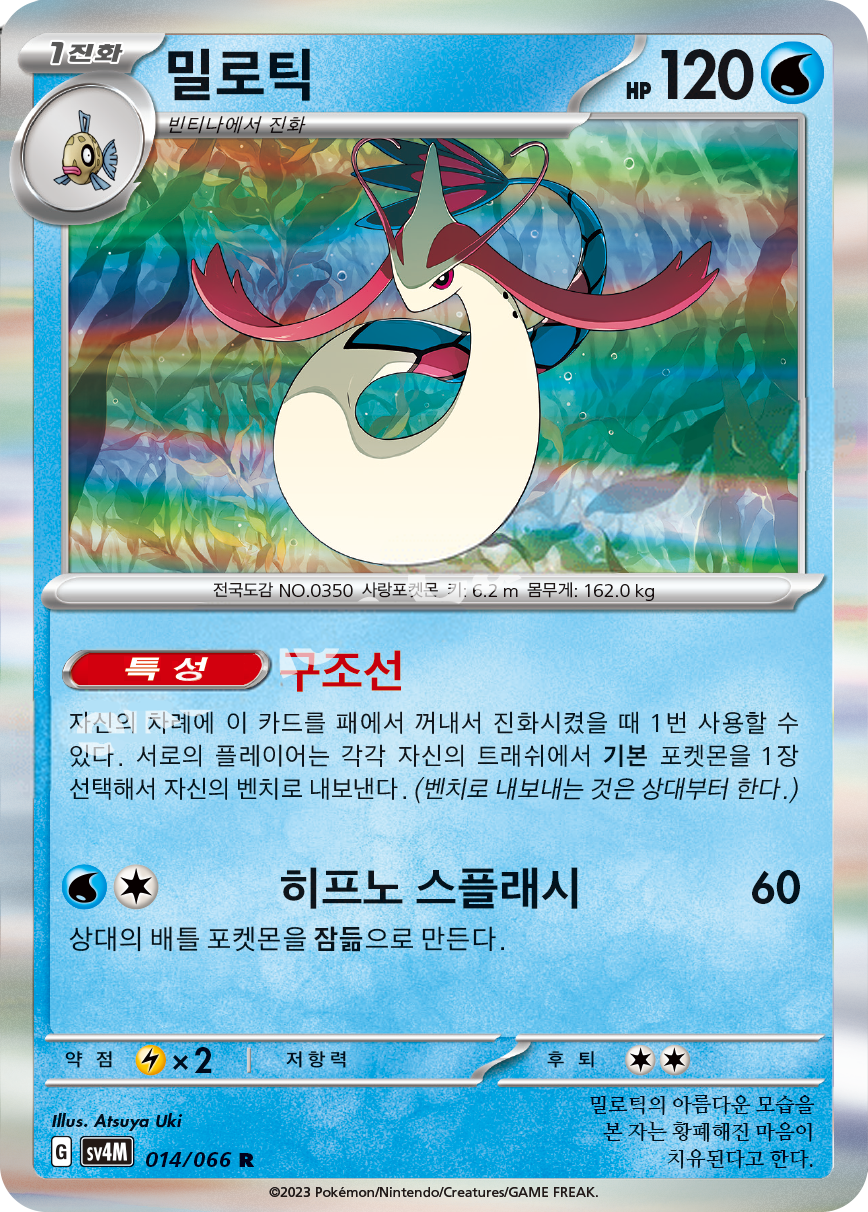 1진화
밀로틱
HP 120
빈티나에서 진화
전국도감 NO.0350 사랑포켓몬 키: 6.2 m 몸무게: 162.0 kg
특성 구조선
자신의 차례에 이 카드를 패에서 꺼내서 진화시켰을 때 1번 사용할 수
있다. 서로의 플레이어는 각각 자신의 트래쉬에서 기본 포켓몬을 1장
선택해서 자신의 벤치로 내보낸다. (벤치로 내보내는 것은 상대부터 한다.)
히프노 스플래시 60
상대의 배틀 포켓몬을 잠듦으로 만든다.
약점 ×2 저항력 후퇴
Illus. Atsuya Uki
G sv4M 014/066 R
밀로틱의 아름다운 모습을
본 자는 황폐해진 마음이
치유된다고 한다.
©2023 Pokémon/Nintendo/Creatures/GAME FREAK.